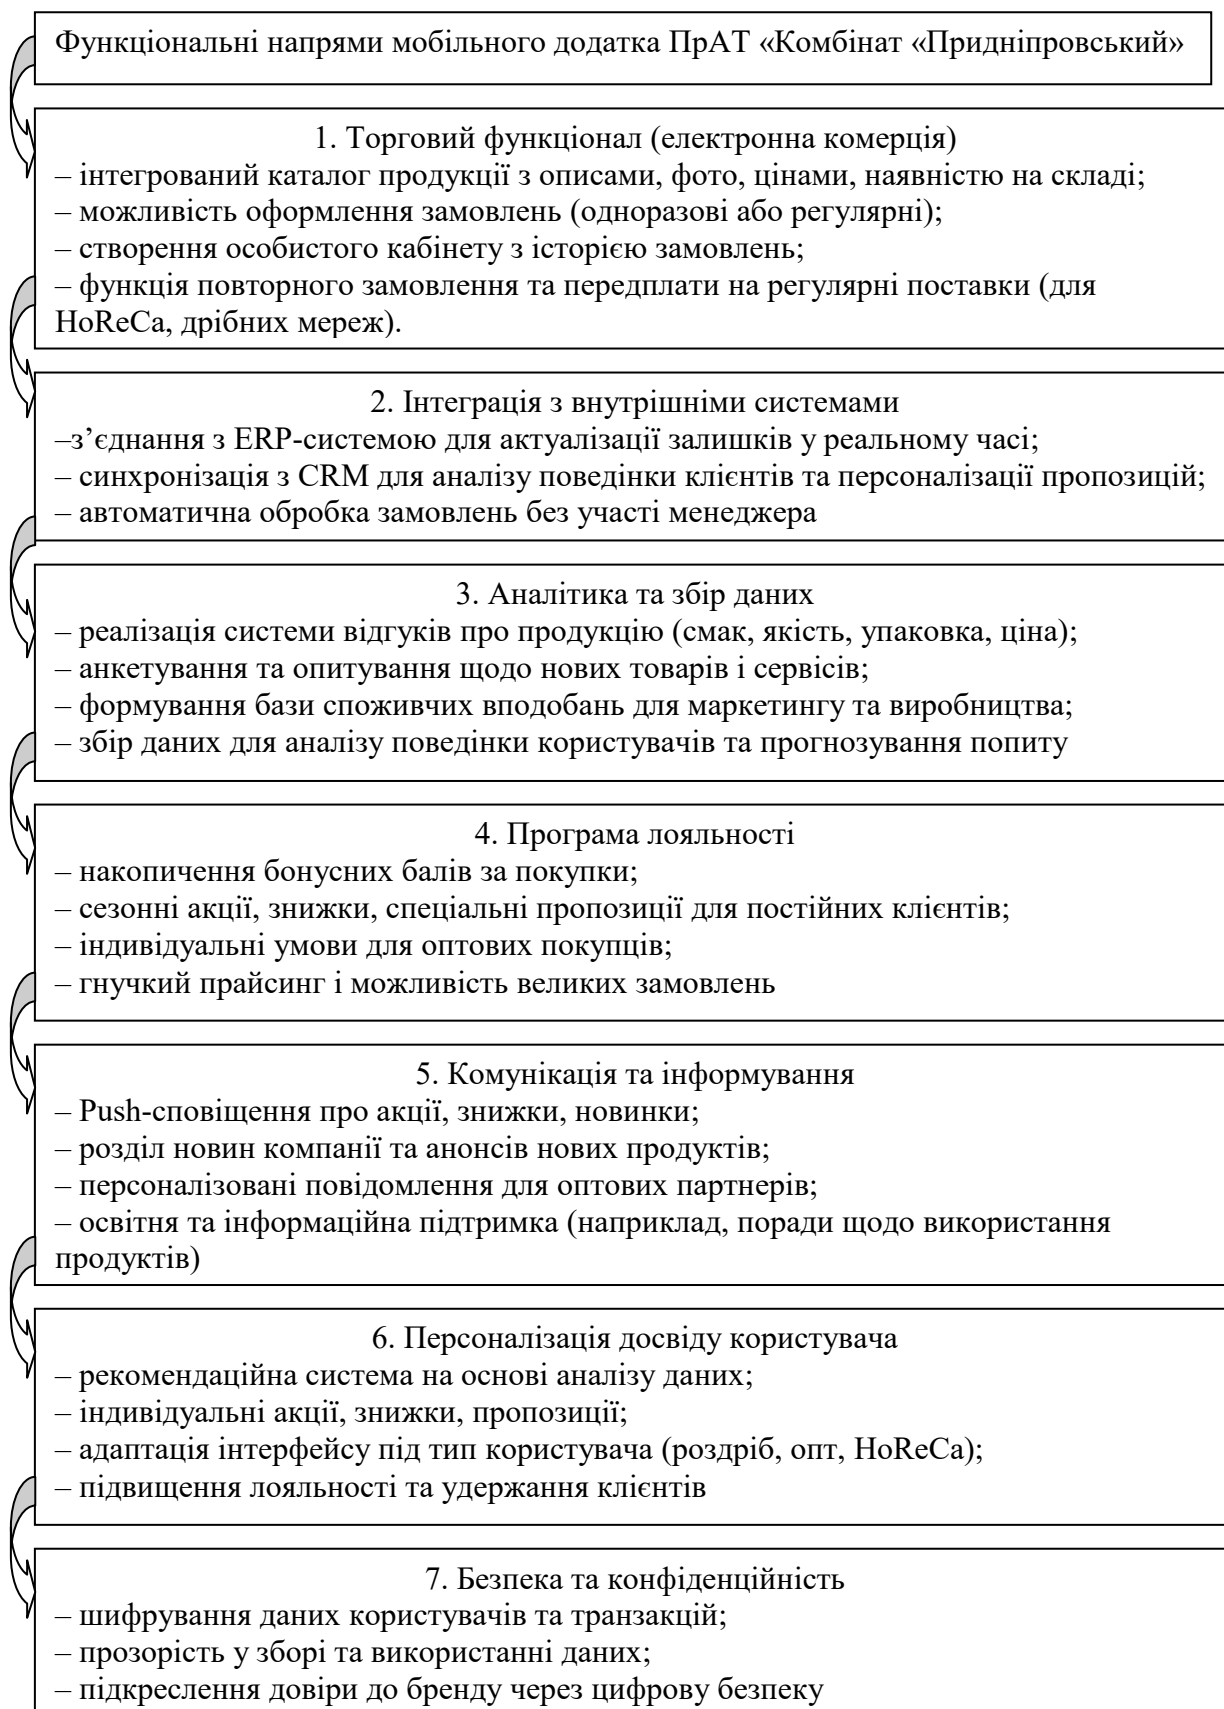 Функціональні напрями мобільного додатка ПрАТ «Комбінат «Придніпровський»
1. Торговий функціонал (електронна комерція)
– інтегрований каталог продукції з описами, фото, цінами, наявністю на складі;
– можливість оформлення замовлень (одноразові або регулярні);
– створення особистого кабінету з історією замовлень;
– функція повторного замовлення та передплати на регулярні поставки (для
HoReCa, дрібних мереж).
2. Інтеграція з внутрішніми системами
–з’єднання з ERP-системою для актуалізації залишків у реальному часі;
– синхронізація з CRM для аналізу поведінки клієнтів та персоналізації пропозицій;
– автоматична обробка замовлень без участі менеджера
3. Аналітика та збір даних
– реалізація системи відгуків про продукцію (смак, якість, упаковка, ціна);
– анкетування та опитування щодо нових товарів і сервісів;
– формування бази споживчих вподобань для маркетингу та виробництва;
– збір даних для аналізу поведінки користувачів та прогнозування попиту
4. Програма лояльності
– накопичення бонусних балів за покупки;
– сезонні акції, знижки, спеціальні пропозиції для постійних клієнтів;
– індивідуальні умови для оптових покупців;
– гнучкий прайсинг і можливість великих замовлень
5. Комунікація та інформування
– Push-сповіщення про акції, знижки, новинки;
– розділ новин компанії та анонсів нових продуктів;
– персоналізовані повідомлення для оптових партнерів;
– освітня та інформаційна підтримка (наприклад, поради щодо використання
продуктів)
6. Персоналізація досвіду користувача
– рекомендаційна система на основі аналізу даних;
– індивідуальні акції, знижки, пропозиції;
– адаптація інтерфейсу під тип користувача (роздріб, опт, HoReCa);
– підвищення лояльності та удержання клієнтів
7. Безпека та конфіденційність
– шифрування даних користувачів та транзакцій;
– прозорість у зборі та використанні даних;
– підкреслення довіри до бренду через цифрову безпеку